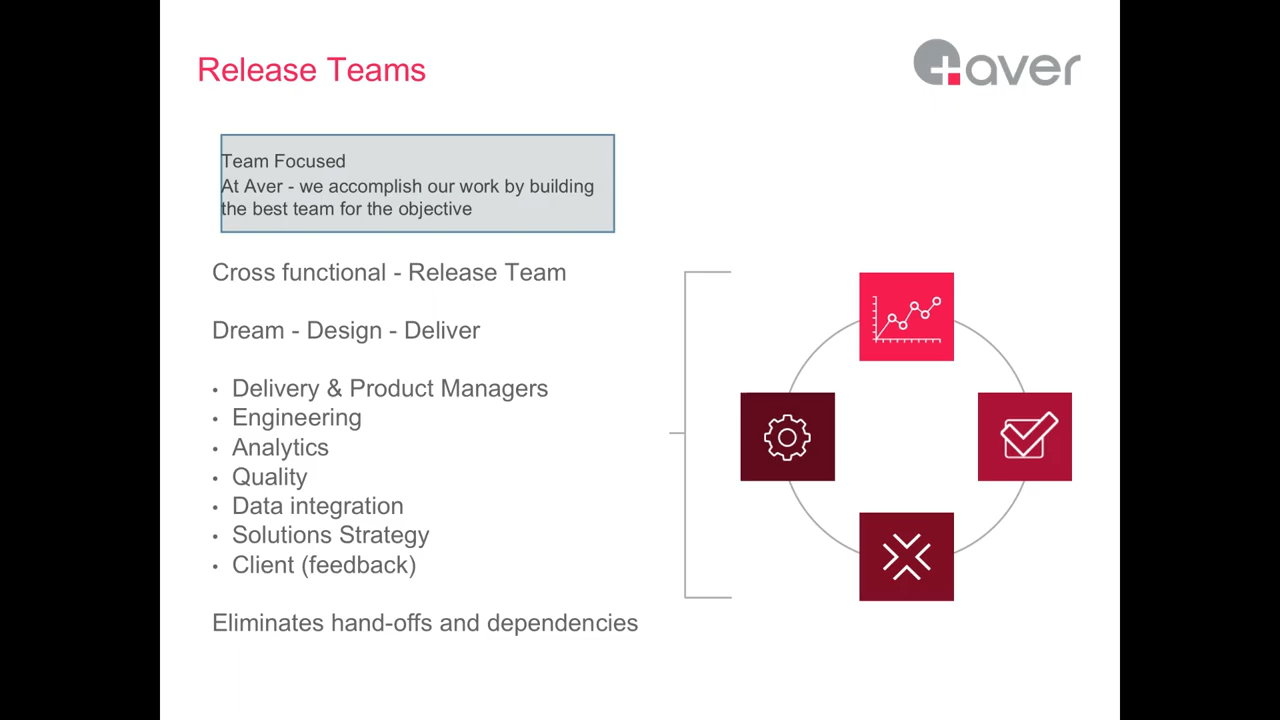 Release Teams
aver
Team Focused
At Aver - we accomplish our work by building
the best team for the objective
Cross functional - Release Team
Dream - Design - Deliver
• Delivery & Product Managers
• Engineering
• Analytics
• Quality
• Data integration
• Solutions Strategy
• Client (feedback)
Eliminates hand-offs and dependencies